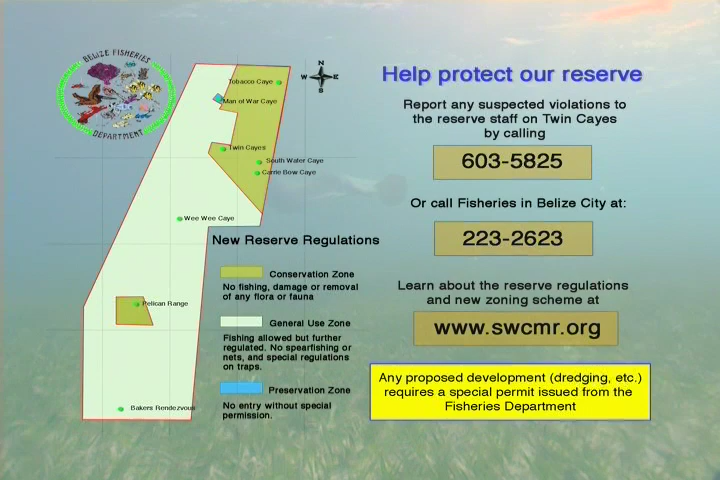 BELIZE FISHERIES
DEPARTMENT
N
W E
S
Tobacco Caye
Man of War Caye
Twin Cayes
South Water Caye
Carrie Bow Caye
Wee Wee Caye
Pelican Range
Bakers Rendezvous
New Reserve Regulations
Conservation Zone
No fishing, damage or removal
of any flora or fauna
General Use Zone
Fishing allowed but further
regulated. No spearfishing or
nets, and special regulations
on traps.
Preservation Zone
No entry without special
permission.
Help protect our reserve
Report any suspected violations to
the reserve staff on Twin Cayes
by calling
603-5825
Or call Fisheries in Belize City at:
223-2623
Learn about the reserve regulations
and new zoning scheme at
www.swcmr.org
Any proposed development (dredging, etc.)
requires a special permit issued from the
Fisheries Department